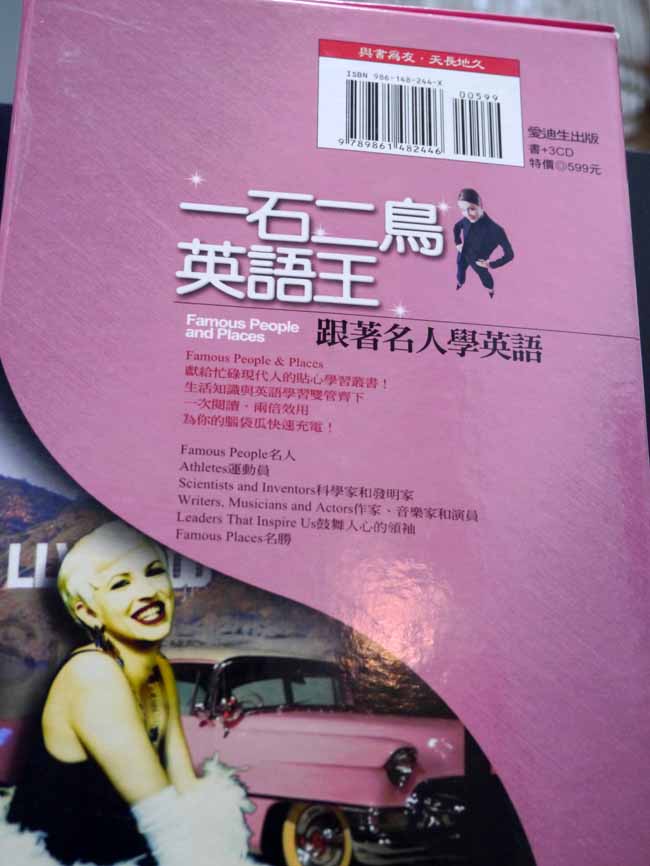 與書為友·天長地久
ISBN 986-148-244-X
00599
9789861482446
愛迪生出版
書+3CD
特價◎599元
一石二鳥
英語王
Famous People
and Places
跟著名人學英語
Famous People & Places
獻給忙碌現代人的貼心學習叢書！
生活知識與英語學習雙管齊下
一次閱讀，兩倍效用
為你的腦袋瓜快速充電！
Famous People名人
Athletes運動員
Scientists and Inventors科學家和發明家
Writers, Musicians and Actors作家、音樂家和演員
Leaders That Inspire Us鼓舞人心的領袖
Famous Places名勝